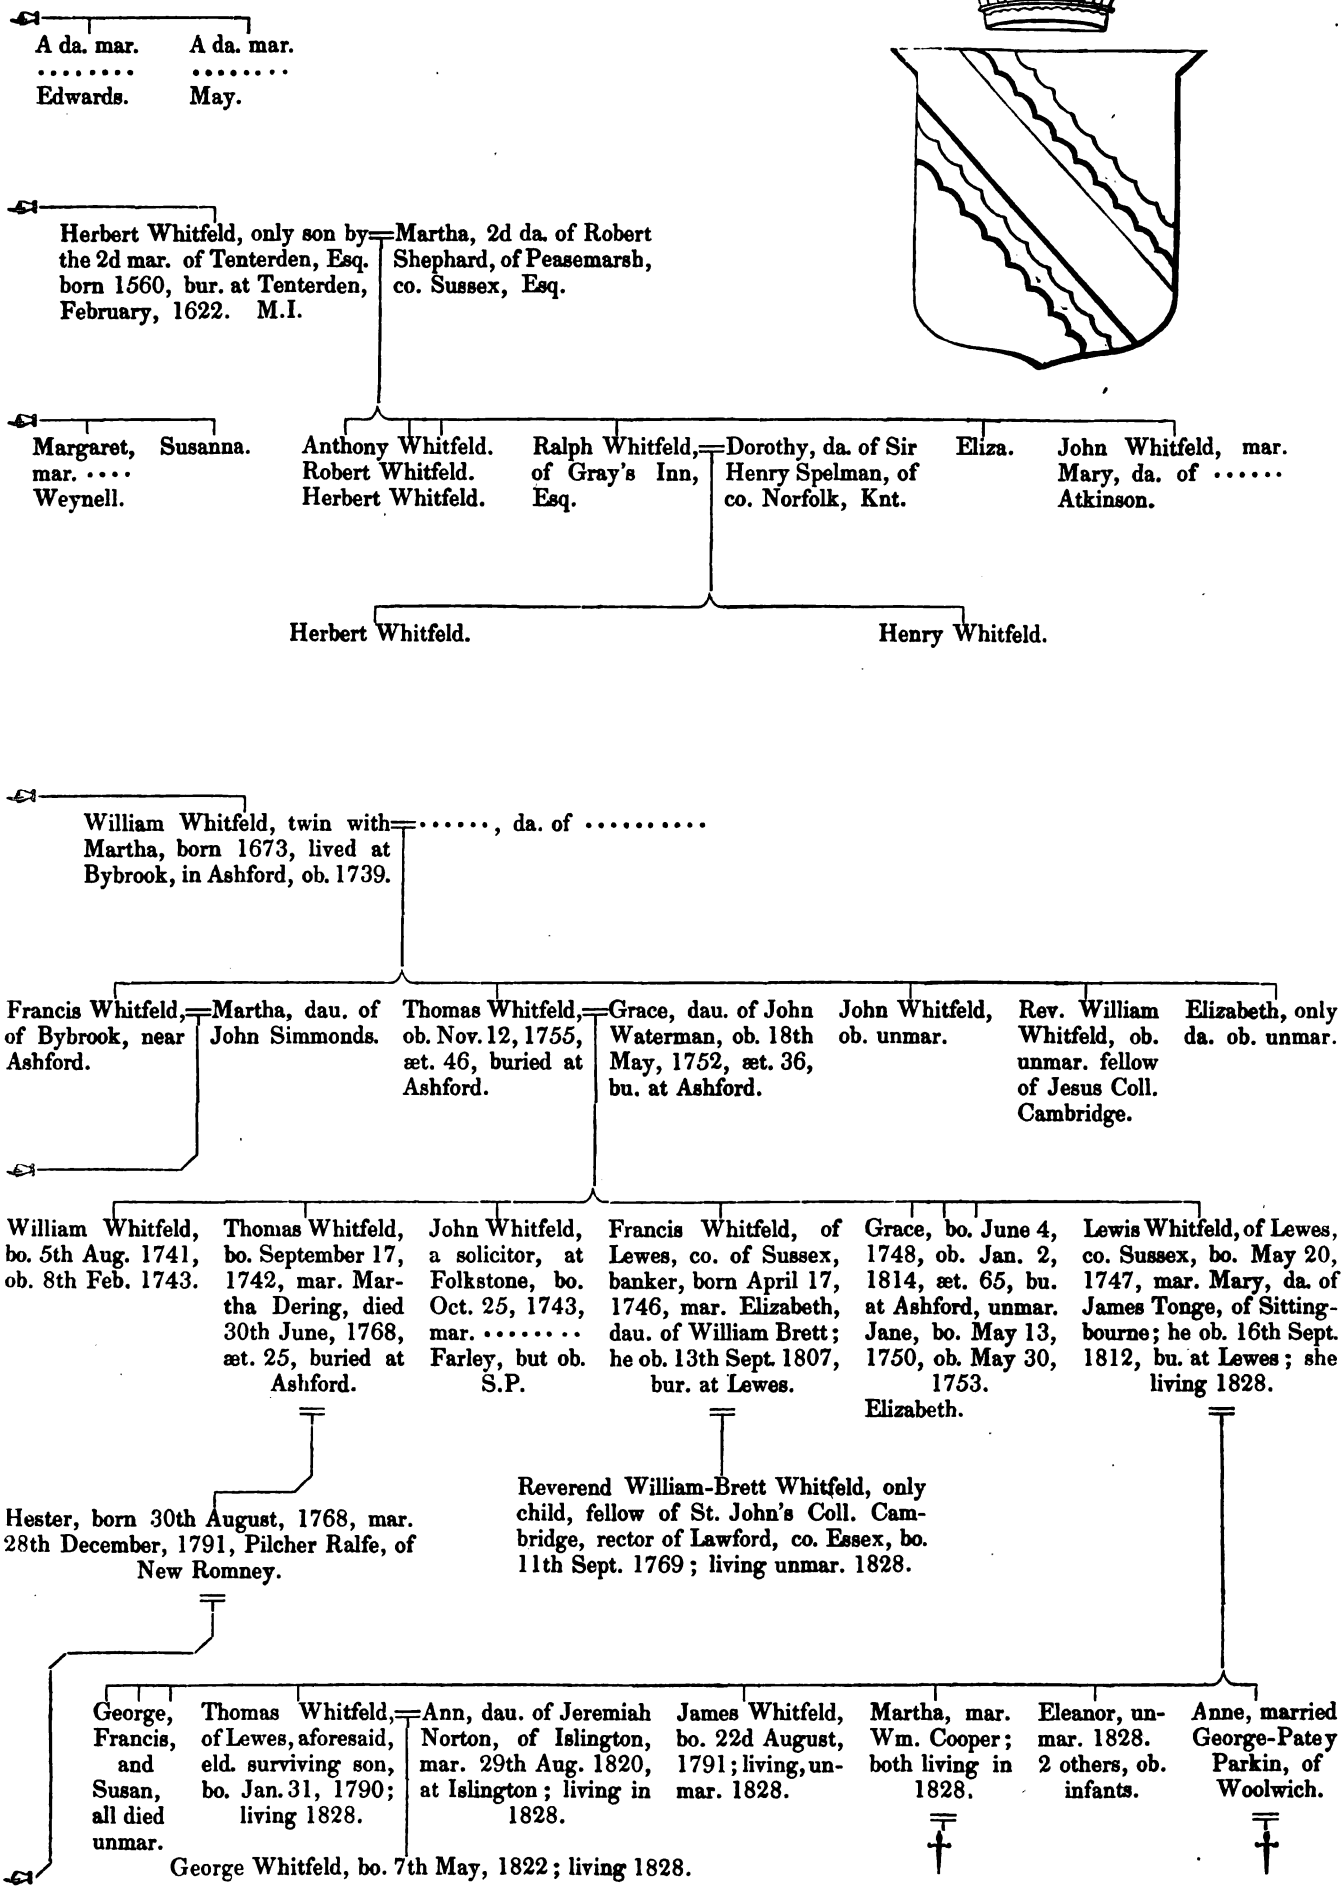 A da. mar.
........
Edwards.
A da. mar.
........
May.
Herbert Whitfeld, only son by
the 2d mar. of Tenterden, Esq.
born 1560, bur. at Tenterden,
February, 1622. M.I.
Martha, 2d da. of Robert
Shephard, of Peasemarsh,
co. Sussex, Esq.
Margaret,
mar. ....
Weynell.
Susanna.
Anthony Whitfeld.
Robert Whitfeld.
Herbert Whitfeld.
Ralph Whitfeld,
of Gray's Inn,
Esq.
Dorothy, da. of Sir
Henry Spelman, of
co. Norfolk, Knt.
Eliza.
John Whitfeld, mar.
Mary, da. of ......
Atkinson.
Herbert Whitfeld.
Henry Whitfeld.
William Whitfeld, twin with
Martha, born 1673, lived at
Bybrook, in Ashford, ob. 1739.
......, da. of ..........
Francis Whitfeld,
of Bybrook, near
Ashford.
Martha, dau. of
John Simmonds.
Thomas Whitfeld,
ob. Nov. 12, 1755,
æt. 46, buried at
Ashford.
Grace, dau. of John
Waterman, ob. 18th
May, 1752, æt. 36,
bu. at Ashford.
John Whitfeld,
ob. unmar.
Rev. William
Whitfeld, ob.
unmar. fellow
of Jesus Coll.
Cambridge.
Elizabeth, only
da. ob. unmar.
William Whitfeld,
bo. 5th Aug. 1741,
ob. 8th Feb. 1743.
Thomas Whitfeld,
bo. September 17,
1742, mar. Mar-
tha Dering, died
30th June, 1768,
æt. 25, buried at
Ashford.
John Whitfeld,
a solicitor, at
Folkstone, bo.
Oct. 25, 1743,
mar. ........
Farley, but ob.
S.P.
Francis Whitfeld, of
Lewes, co. of Sussex,
banker, born April 17,
1746, mar. Elizabeth,
dau. of William Brett;
he ob. 13th Sept. 1807,
bur. at Lewes.
Grace, bo. June 4,
1748, ob. Jan. 2,
1814, æt. 65, bu.
at Ashford, unmar.
Jane, bo. May 13,
1750, ob. May 30,
1753.
Elizabeth.
Lewis Whitfeld, of Lewes,
co. Sussex, bo. May 20,
1747, mar. Mary, da. of
James Tonge, of Sitting-
bourne; he ob. 16th Sept.
1812, bu. at Lewes; she
living 1828.
Hester, born 30th August, 1768, mar.
28th December, 1791, Pilcher Ralfe, of
New Romney.
Reverend William-Brett Whitfeld, only
child, fellow of St. John's Coll. Cam-
bridge, rector of Lawford, co. Essex, bo.
11th Sept. 1769; living unmar. 1828.
George,
Francis,
and
Susan,
all died
unmar.
Thomas Whitfeld,
of Lewes, aforesaid,
eld. surviving son,
bo. Jan. 31, 1790;
living 1828.
Ann, dau. of Jeremiah
Norton, of Islington,
mar. 29th Aug. 1820,
at Islington; living in
1828.
James Whitfeld,
bo. 22d August,
1791; living, un-
mar. 1828.
Martha, mar.
Wm. Cooper;
both living in
1828.
Eleanor, un-
mar. 1828.
2 others, ob.
infants.
Anne, married
George-Patey
Parkin, of
Woolwich.
George Whitfeld, bo. 7th May, 1822; living 1828.